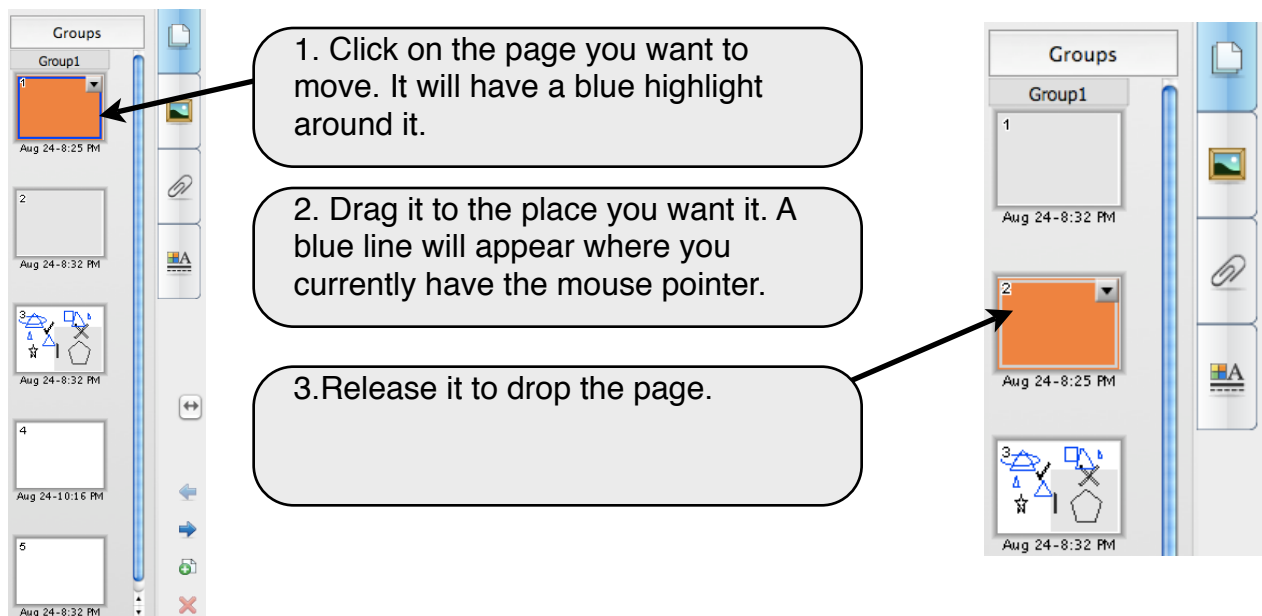 Groups
Group1
1
Aug 24-8:25 PM
2
Aug 24-8:32 PM
3
Aug 24-8:32 PM
4
Aug 24-10:16 PM
5
Aug 24-8:32 PM
A
1. Click on the page you want to
move. It will have a blue highlight
around it.
2. Drag it to the place you want it. A
blue line will appear where you
currently have the mouse pointer.
3.Release it to drop the page.
Groups
Group1
1
Aug 24-8:32 PM
2
Aug 24-8:25 PM
3
Aug 24-8:32 PM
A